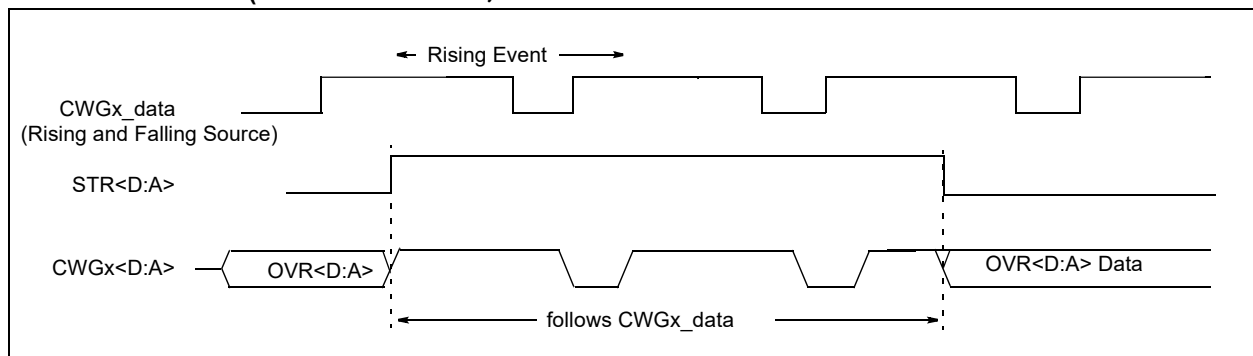 Rising Event
CWGx_data
(Rising and Falling Source)
STR<D:A>
CWGx<D:A>
OVR<D:A>
OVR<D:A> Data
follows CWGx_data